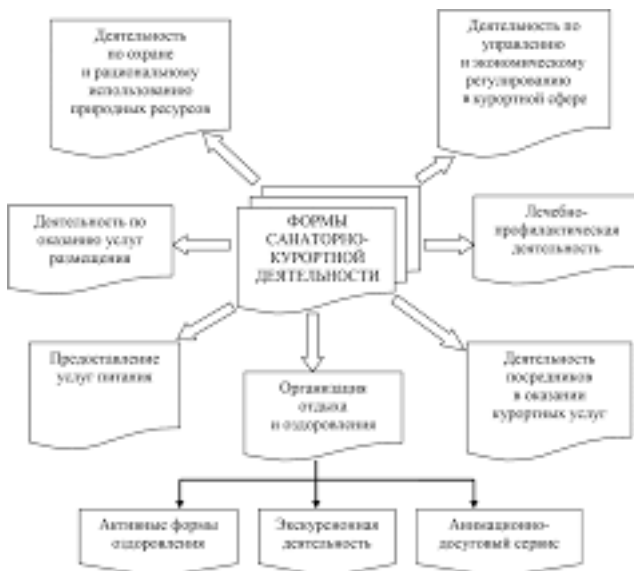 Деятельность
по охране
и рациональному
использованию
природных ресурсов
Деятельность по
управлению
и экономическому
регулированию
в курортной сфере
ФОРМЫ
САНАТОРНО-
КУРОРТНОЙ
ДЕЯТЕЛЬНОСТИ
Деятельность по
оказанию услуг
размещения
Лечебно-
профилактическая
деятельность
Предоставление
услуг питания
Организация
отдыха
и оздоровления
Деятельность
посредников
в оказании
курортных услуг
Активные формы
оздоровления
Экскурсионная
деятельность
Анимационно-
досуговый сервис